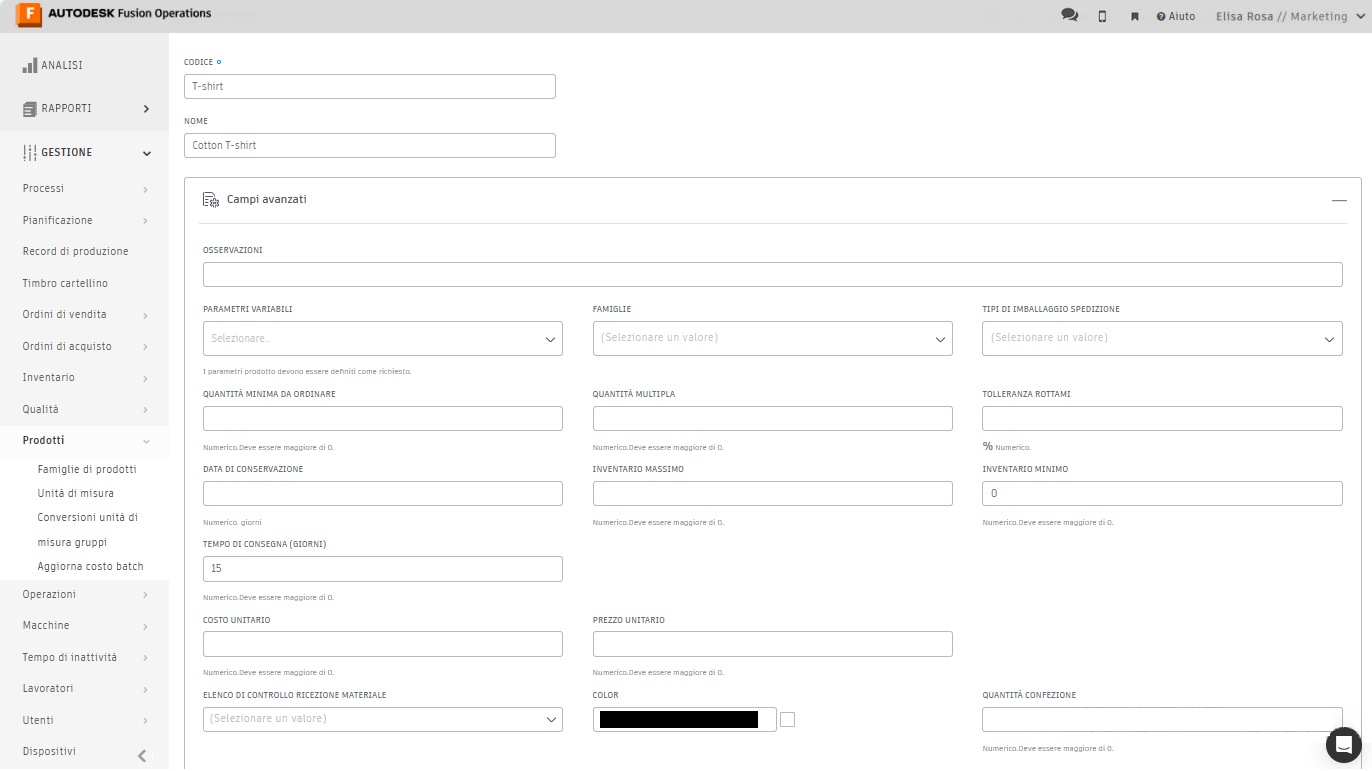 F AUTODESK Fusion Operations
Aiuto
Elisa Rosa // Marketing
ANALISI
RAPPORTI
GESTIONE
Processi
Pianificazione
Record di produzione
Timbro cartellino
Ordini di vendita
Ordini di acquisto
Inventario
Qualità
Prodotti
Famiglie di prodotti
Unità di misura
Conversioni unità di
misura gruppi
Aggiorna costo batch
Operazioni
Macchine
Tempo di inattività
Lavoratori
Utenti
Dispositivi
CODICE
T-shirt
NOME
Cotton T-shirt
Campi avanzati
OSSERVAZIONI
PARAMETRI VARIABILI
Selezionare...
I parametri prodotto devono essere definiti come richiesto.
FAMIGLIE
(Selezionare un valore)
TIPI DI IMBALLAGGIO SPEDIZIONE
(Selezionare un valore)
QUANTITÀ MINIMA DA ORDINARE
Numerico.Deve essere maggiore di 0.
QUANTITÀ MULTIPLA
Numerico.Deve essere maggiore di 0.
TOLLERANZA ROTTAMI
% Numerico.
DATA DI CONSERVAZIONE
Numerico, giorni
INVENTARIO MASSIMO
Numerico.Deve essere maggiore di 0.
INVENTARIO MINIMO
0
Numerico.Deve essere maggiore di 0.
TEMPO DI CONSEGNA (GIORNI)
15
Numerico.Deve essere maggiore di 0.
COSTO UNITARIO
Numerico.Deve essere maggiore di 0.
PREZZO UNITARIO
Numerico.Deve essere maggiore di 0.
ELENCO DI CONTROLLO RICEZIONE MATERIALE
(Selezionare un valore)
COLOR
QUANTITÀ CONFEZIONE
Numerico.Deve essere maggiore di 0.